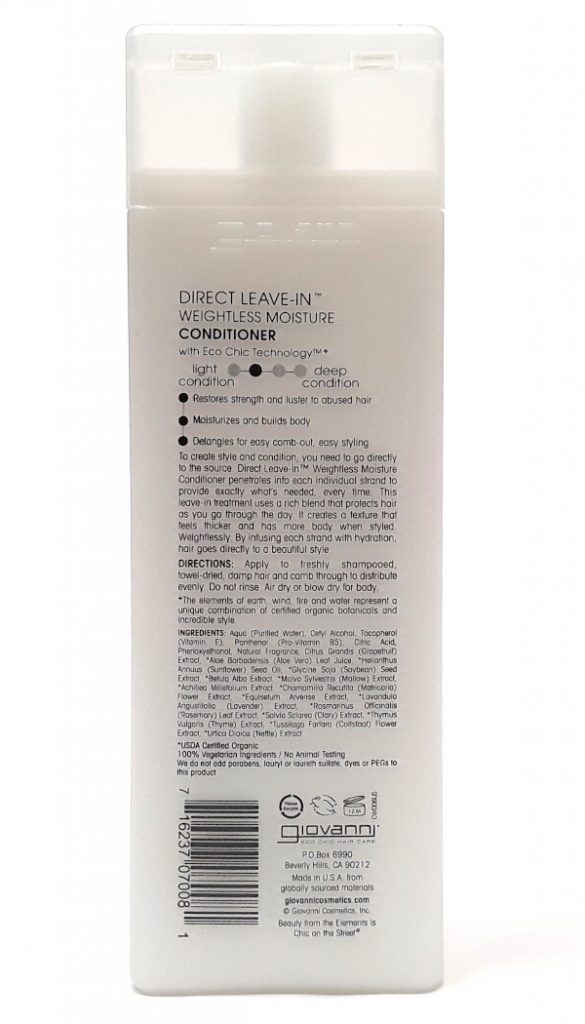 DIRECT LEAVE-IN™
WEIGHTLESS MOISTURE
CONDITIONER
with Eco Chic Technology™*
light condition deep condition
Restores strength and luster to abused hair
Moisturizes and builds body
Detangles for easy comb-out, easy styling
To create style and condition, you need to go directly
to the source. Direct Leave-In™ Weightless Moisture
Conditioner penetrates into each individual strand to
provide exactly what's needed, every time. This
leave-in treatment uses a rich blend that protects hair
as you go through the day. It creates a texture that
feels thicker and has more body when styled.
Weightlessly. By infusing each strand with hydration,
hair goes directly to a beautiful style.
DIRECTIONS: Apply to freshly shampooed,
towel-dried, damp hair and comb through to distribute
evenly. Do not rinse. Air dry or blow dry for body.
*The elements of earth, wind, fire and water represent a
unique combination of certified organic botanicals and
incredible style.
INGREDIENTS: Aqua (Purified Water), Cetyl Alcohol, Tocopherol
(Vitamin E), Panthenol (Pro-Vitamin B5), Citric Acid,
Phenoxyethanol, Natural Fragrance, Citrus Grandis (Grapefruit)
Extract, *Aloe Barbadensis (Aloe Vera) Leaf Juice, *Helianthus
Annuus (Sunflower) Seed Oil, *Glycine Soja (Soybean) Seed
Extract, *Betula Alba Extract, *Malva Sylvestris (Mallow) Extract,
*Achillea Millefolium Extract, *Chamomilla Recutita (Matricaria)
Flower Extract, *Equisetum Arvense Extract, *Lavandula
Angustifolia (Lavender) Extract, *Rosmarinus Officinalis
(Rosemary) Leaf Extract, *Salvia Sclarea (Clary) Extract, *Thymus
Vulgaris (Thyme) Extract, *Tussilago Farfara (Coltsfoot) Flower
Extract, *Urtica Dioica (Nettle) Extract
*USDA Certified Organic
100% Vegetarian Ingredients / No Animal Testing
We do not add parabens, lauryl or laureth sulfate, dyes or PEGs to
this product
7 16237 07008 1
Please Recycle
12 M
giovanni
ECO CHIC HAIR CARE
P.O.Box 6990
Beverly Hills, CA 90212
Made in U.S.A. from
globally sourced materials
giovannicosmetics.com
© Giovanni Cosmetics, Inc.
Beauty from the Elements is
Chic on the Street®